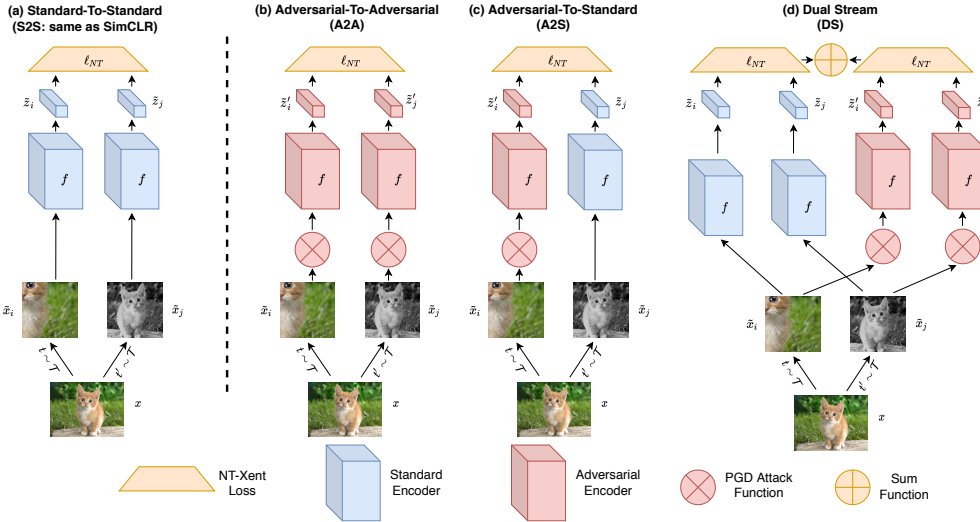 (a) Standard-To-Standard
(S2S: same as SimCLR)
ℓ_NT
z̃_i
z̃_j
f
f
x̃_i
x̃_j
t ~ 𝒯
t' ~ 𝒯
x
(b) Adversarial-To-Adversarial
(A2A)
ℓ_NT
z̃'_i
z̃'_j
f
f
x̃_i
x̃_j
t ~ 𝒯
t' ~ 𝒯
x
(c) Adversarial-To-Standard
(A2S)
ℓ_NT
z̃'_i
z̃_j
f
f
x̃_i
x̃_j
t ~ 𝒯
t' ~ 𝒯
x
(d) Dual Stream
(DS)
ℓ_NT
ℓ_NT
z̃_i
z̃_j
z̃'_i
f
f
f
f
x̃_i
x̃_j
t ~ 𝒯
t' ~ 𝒯
x
NT-Xent
Loss
Standard
Encoder
Adversarial
Encoder
PGD Attack
Function
Sum
Function